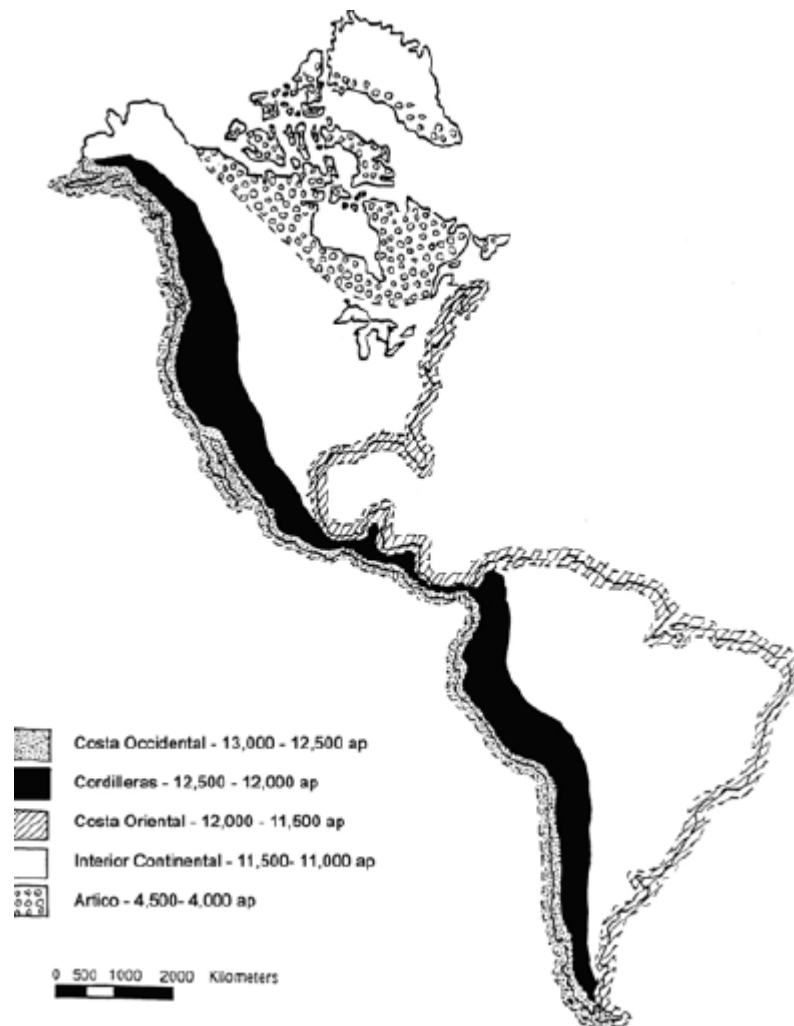 Costa Occidental - 13,000 - 12,500 ap
Cordilleras - 12,500 - 12,000 ap
Costa Oriental - 12,000 - 11,500 ap
Interior Continental - 11,500- 11,000 ap
Artico - 4,500- 4,000 ap
0 500 1000 2000 Kilometers